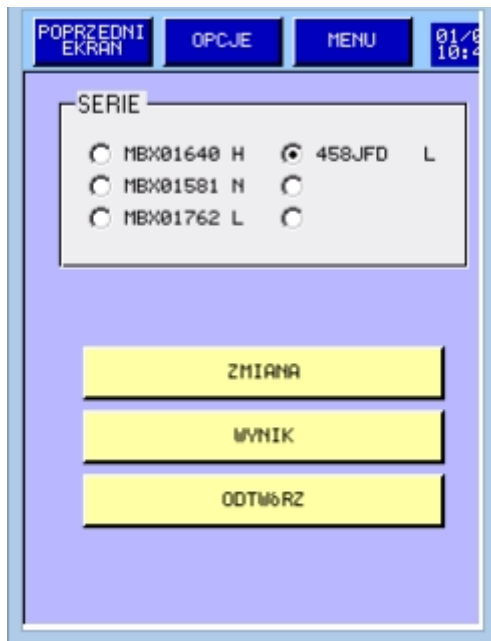 POPRZEDNI
EKRAN
OPCJE
MENU
SERIE
MBX01640 H
458JFD L
MBX01581 N
MBX01762 L
ZMIANA
WYNIK
ODTWóRZ